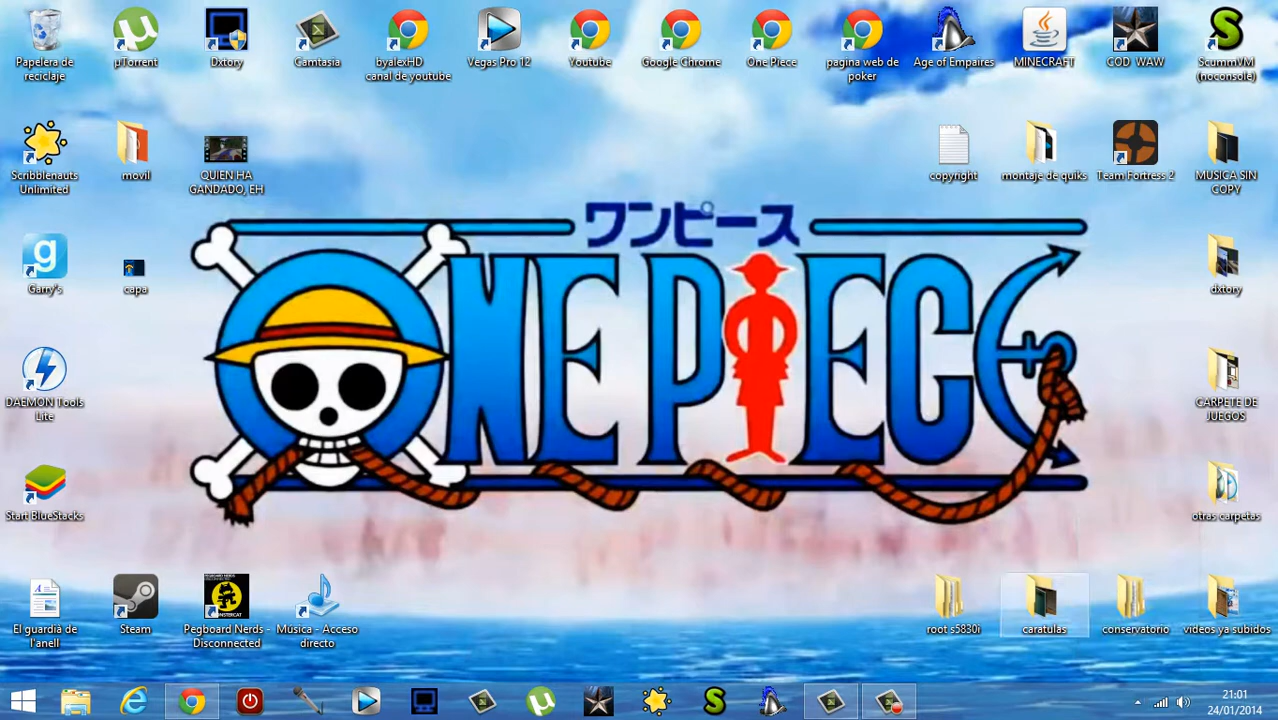 Papelera de
reciclaje
µTorrent
Dxtory
Camtasia
byalexHD
canal de youtube
Vegas Pro 12
Youtube
Google Chrome
One Piece
pagina web de
poker
Age of Empaires
MINECRAFT
COD WAW
ScummVM
(noconsole)
Scribblenauts
Unlimited
movil
QUIEN HA
GANDADO, EH
copyright
montaje de quiks
Team Fortress 2
MUSICA SIN
COPY
ワンピース
ONE PIECE
Garry's
capa
dxtory
DAEMON Tools
Lite
CARPETE DE
JUEGOS
Start BlueStacks
otras carpetas
El guardià de
l'anell
Steam
PEGBOARD NERDS
MONSTERCAT
Pegboard Nerds -
Disconnected
Música - Acceso
directo
root s5830i
caratulas
conservatorio
videos ya subidos
21:01
24/01/2014